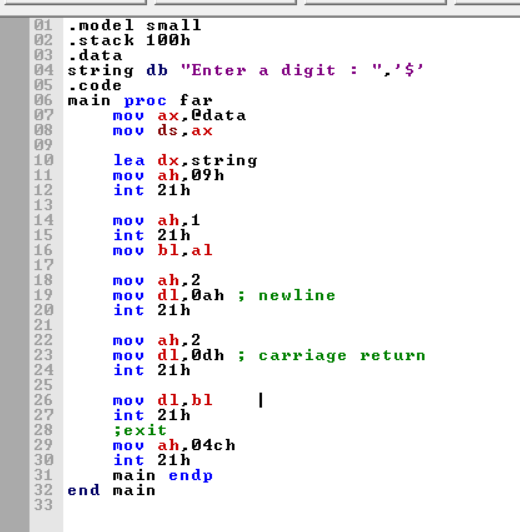 01 .model small
02 .stack 100h
03 .data
04 string db "Enter a digit : ",'$'
05 .code
06 main proc far
07 mov ax,@data
08 mov ds,ax
09
10 lea dx,string
11 mov ah,09h
12 int 21h
13
14 mov ah,1
15 int 21h
16 mov bl,al
17
18 mov ah,2
19 mov dl,0ah ; newline
20 int 21h
21
22 mov ah,2
23 mov dl,0dh ; carriage return
24 int 21h
25
26 mov dl,bl
27 int 21h
28 ;exit
29 mov ah,04ch
30 int 21h
31 main endp
32 end main
33